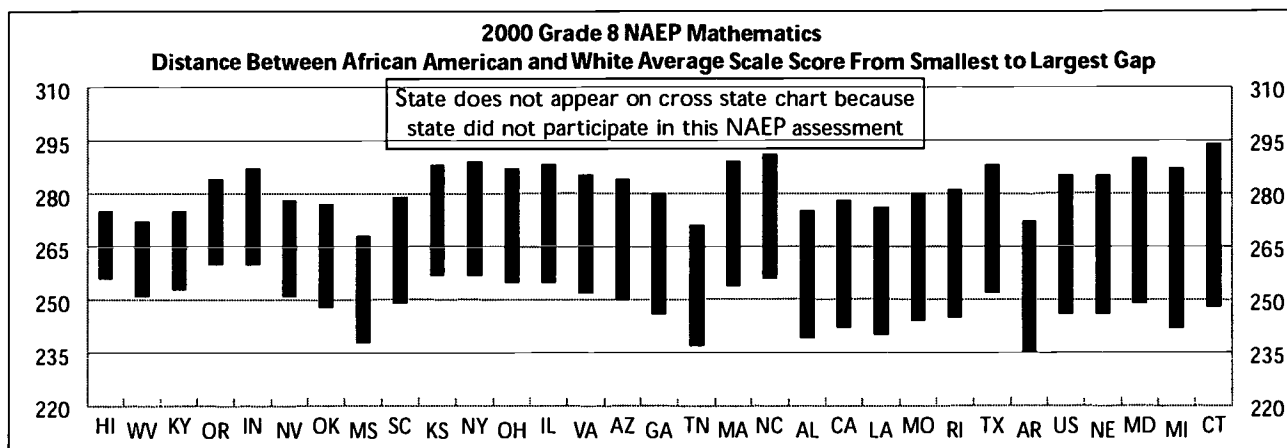 2000 Grade 8 NAEP Mathematics
Distance Between African American and White Average Scale Score From Smallest to Largest Gap
State does not appear on cross state chart because
state did not participate in this NAEP assessment
310 310
295 295
280 280
265 265
250 250
235 235
220 220
HI WV KY OR IN NV OK MS SC KS NY OH IL VA AZ GA TN MA NC AL CA LA MO RI TX AR US NE MD MI CT